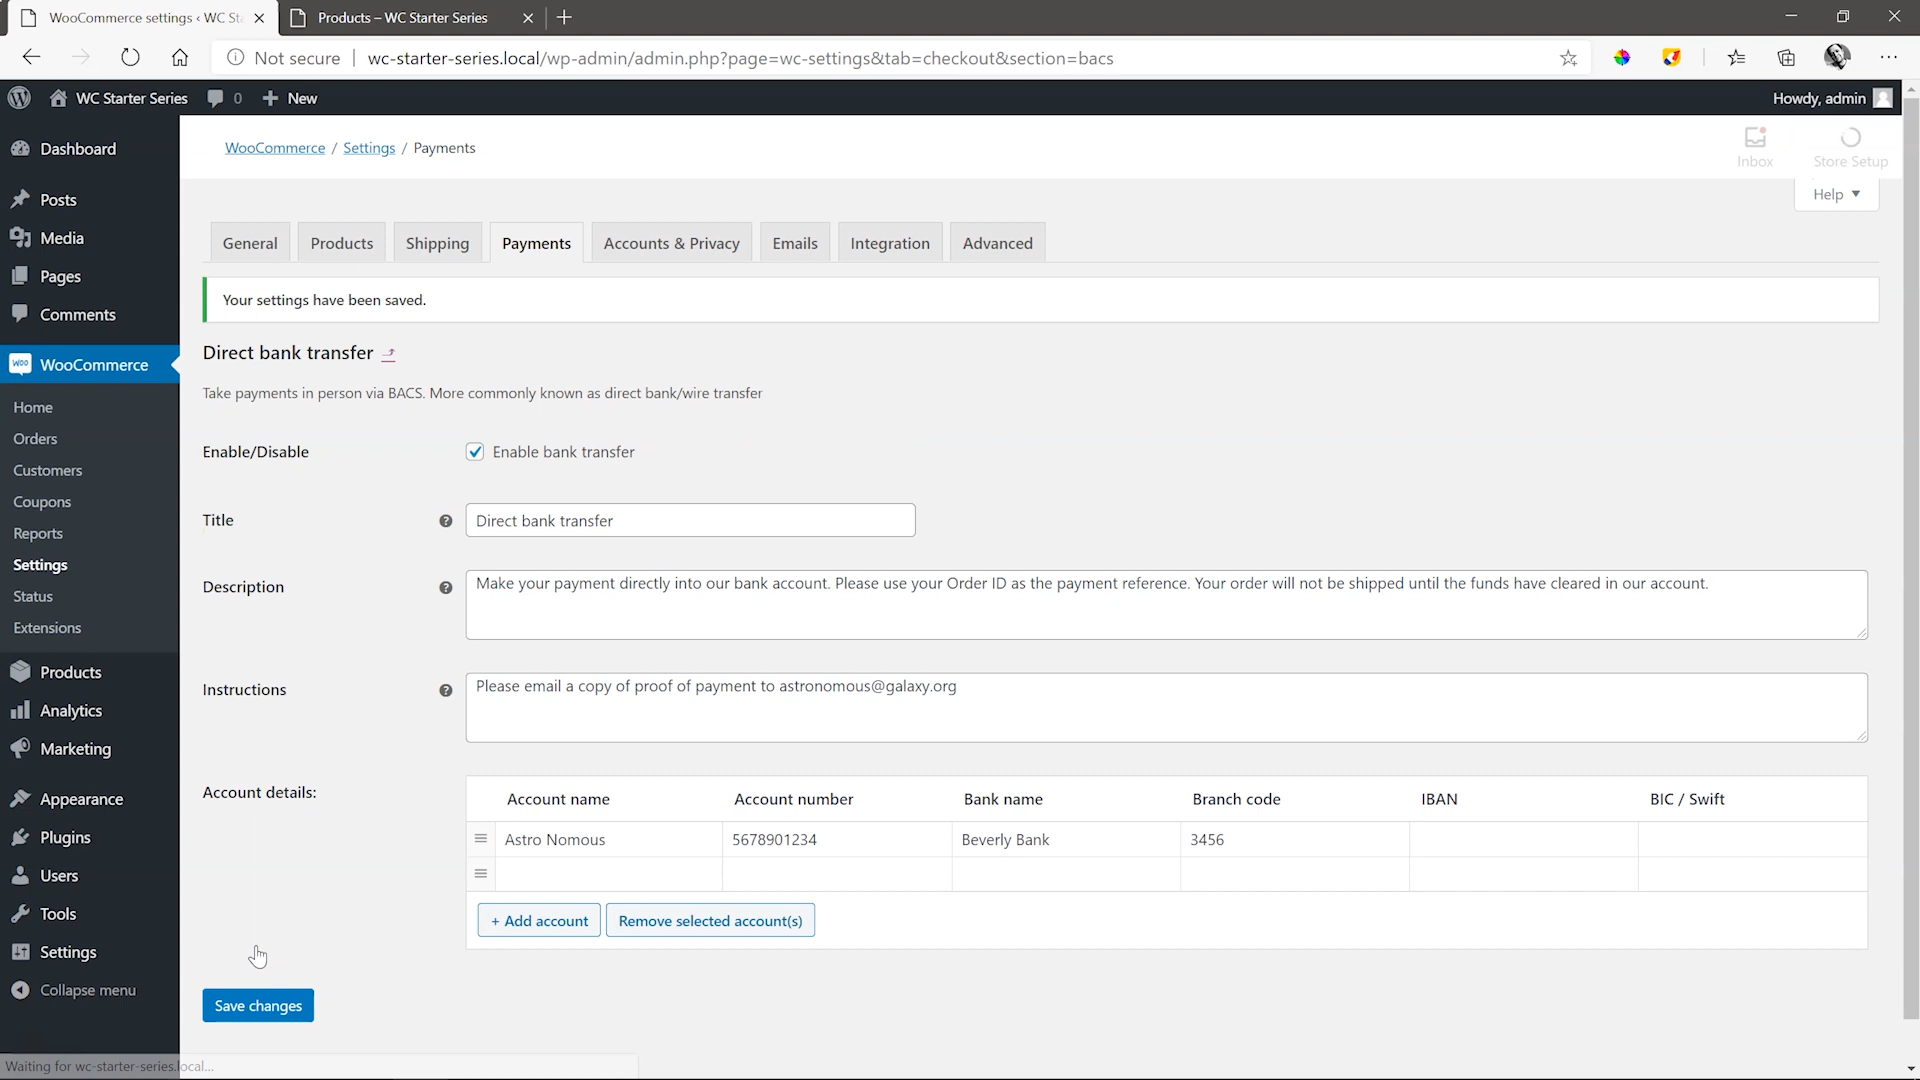 WooCommerce settings ‹ WC St
Products – WC Starter Series
Not secure
wc-starter-series.local/wp-admin/admin.php?page=wc-settings&tab=checkout&section=bacs
WC Starter Series
0
New
Howdy, admin
Dashboard
Posts
Media
Pages
Comments
WOO
WooCommerce
Home
Orders
Customers
Coupons
Reports
Settings
Status
Extensions
Products
Analytics
Marketing
Appearance
Plugins
Users
Tools
Settings
Collapse menu
WooCommerce / Settings / Payments
Inbox
Store Setup
Help
General
Products
Shipping
Payments
Accounts & Privacy
Emails
Integration
Advanced
Your settings have been saved.
Direct bank transfer
Take payments in person via BACS. More commonly known as direct bank/wire transfer
Enable/Disable
Enable bank transfer
Title
?
Direct bank transfer
Description
?
Make your payment directly into our bank account. Please use your Order ID as the payment reference. Your order will not be shipped until the funds have cleared in our account.
Instructions
?
Please email a copy of proof of payment to astronomous@galaxy.org
Account details:
Account name
Account number
Bank name
Branch code
IBAN
BIC / Swift
Astro Nomous
5678901234
Beverly Bank
3456
+ Add account
Remove selected account(s)
Save changes
Waiting for wc-starter-series.local...